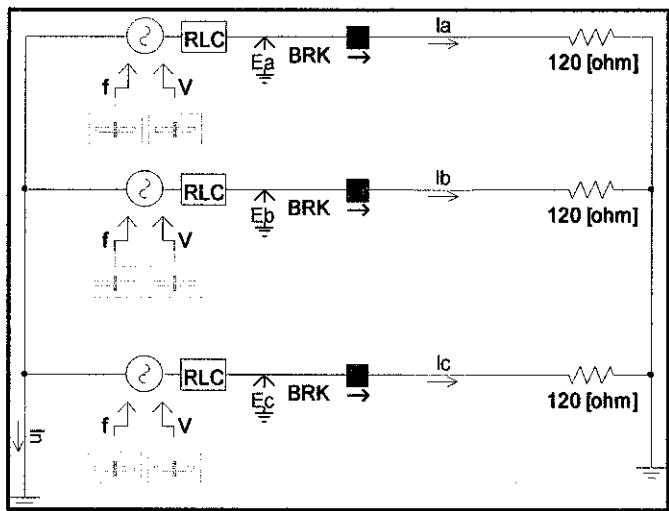 RLC
Ea
BRK
Ia
120 [ohm]
f V
RLC
Eb
BRK
Ib
120 [ohm]
f V
RLC
Ec
BRK
Ic
120 [ohm]
f V